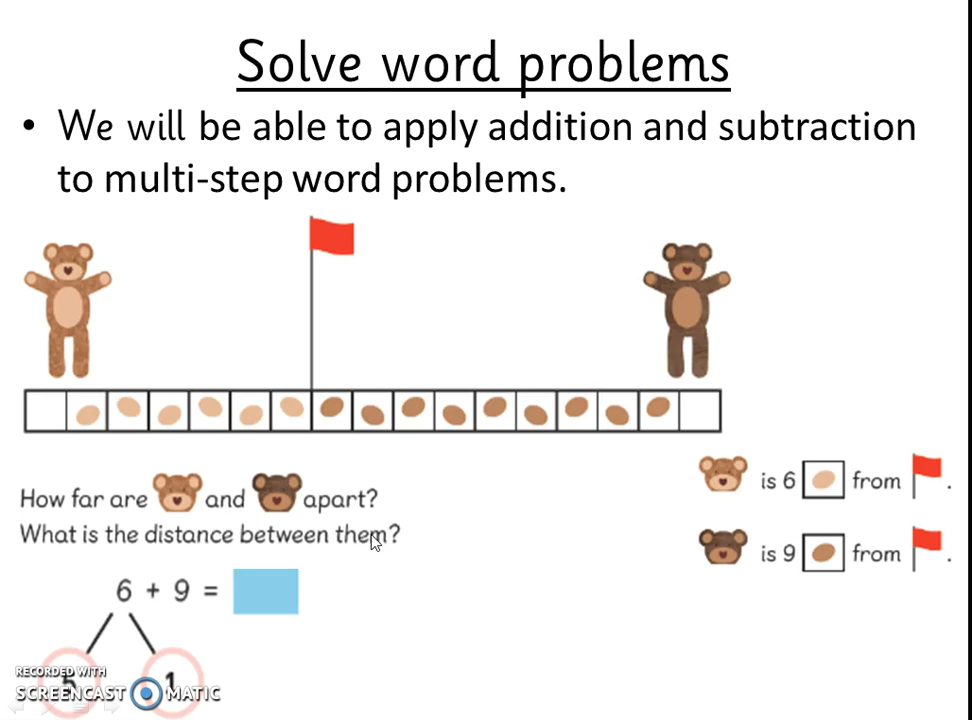 Solve word problems
• We will be able to apply addition and subtraction
to multi-step word problems.
is 6 from .
How far are and apart?
What is the distance between them?
is 9 from .
6 + 9 =
5 1
RECORDED WITH
SCREENCAST MATIC